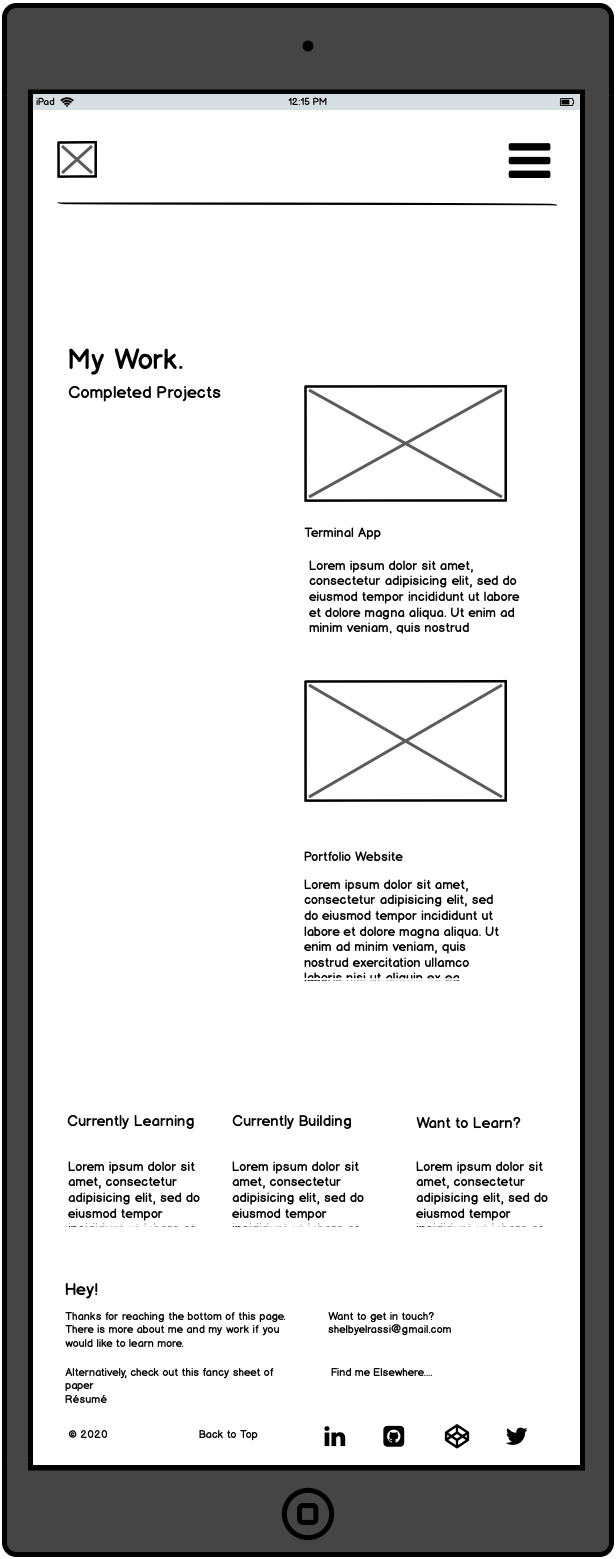 iPad
12:15 PM
My Work.
Completed Projects
Terminal App
Lorem ipsum dolor sit amet,
consectetur adipisicing elit, sed do
eiusmod tempor incididunt ut labore
et dolore magna aliqua. Ut enim ad
minim veniam, quis nostrud
Portfolio Website
Lorem ipsum dolor sit amet,
consectetur adipisicing elit, sed
do eiusmod tempor incididunt ut
labore et dolore magna aliqua. Ut
enim ad minim veniam, quis
nostrud exercitation ullamco
laboris nisi ut aliquip ex ea
Currently Learning
Lorem ipsum dolor sit
amet, consectetur
adipisicing elit, sed do
eiusmod tempor
Currently Building
Lorem ipsum dolor sit
amet, consectetur
adipisicing elit, sed do
eiusmod tempor
Want to Learn?
Lorem ipsum dolor sit
amet, consectetur
adipisicing elit, sed do
eiusmod tempor
Hey!
Thanks for reaching the bottom of this page.
There is more about me and my work if you
would like to learn more.
Alternatively, check out this fancy sheet of
paper
Résumé
Want to get in touch?
shelbyelrassi@gmail.com
Find me Elsewhere....
© 2020
Back to Top
in